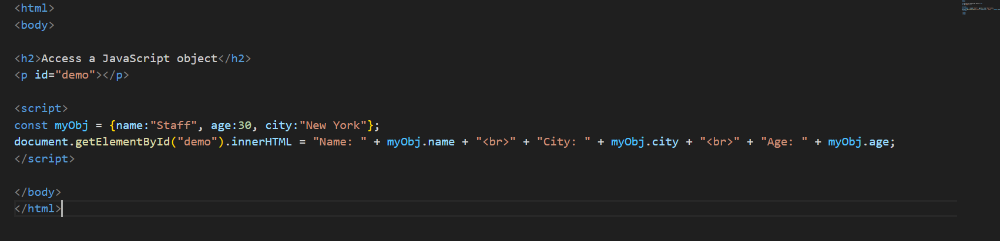 <html>
<body>
<h2>Access a JavaScript object</h2>
<p id="demo"></p>
<script>
const myObj = {name:"Staff", age:30, city:"New York"};
document.getElementById("demo").innerHTML = "Name: " + myObj.name + "<br>" + "City: " + myObj.city + "<br>" + "Age: " + myObj.age;
</script>
</body>
</html>